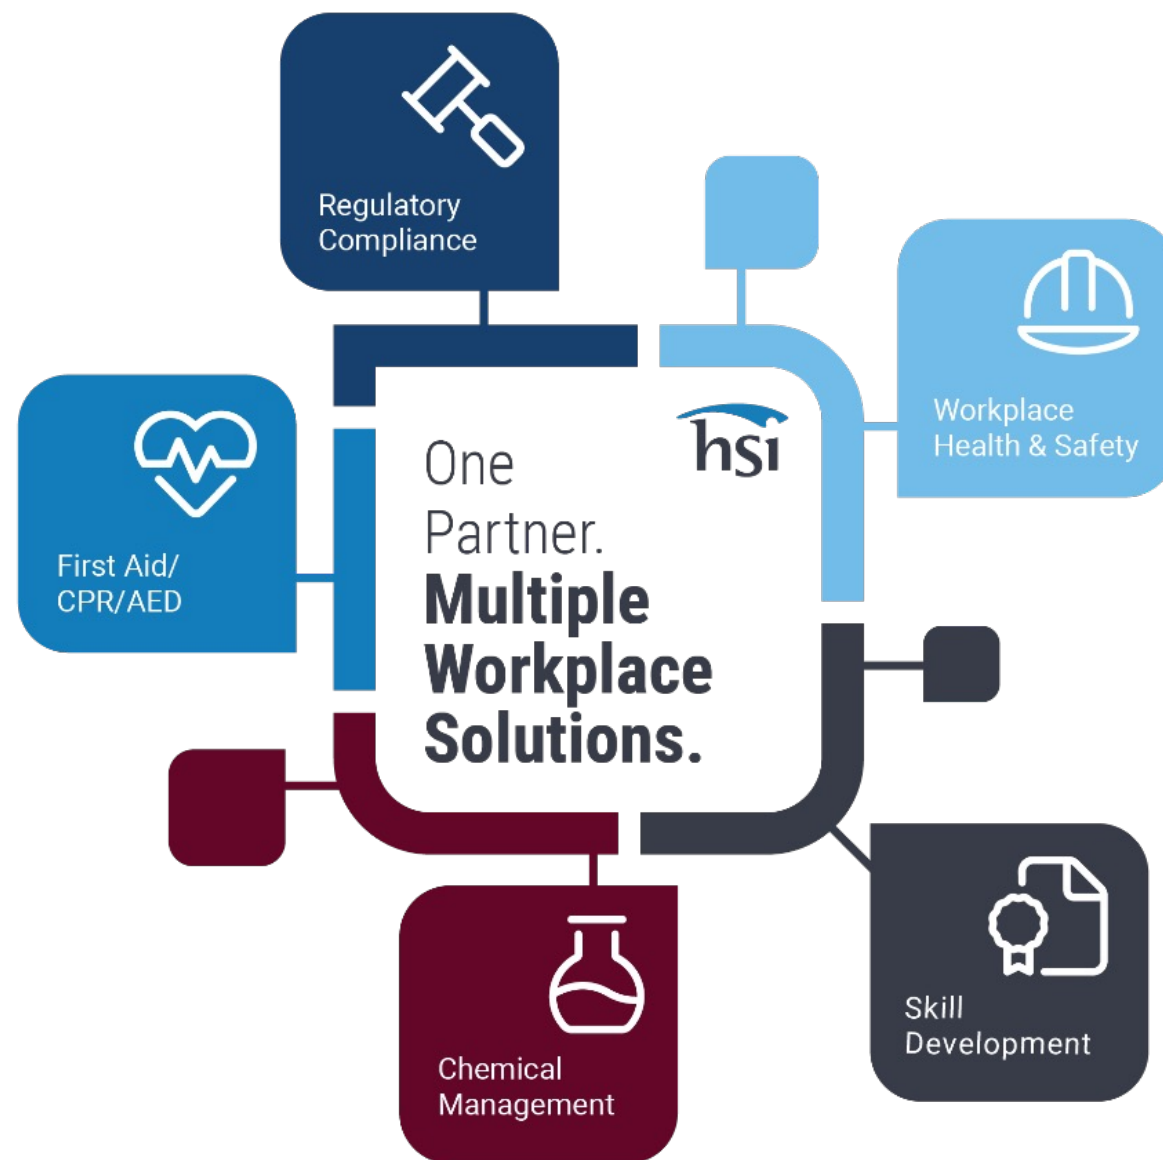 Regulatory
Compliance
Workplace
Health & Safety
hsi
One
Partner.
Multiple
Workplace
Solutions.
First Aid/
CPR/AED
Skill
Development
Chemical
Management